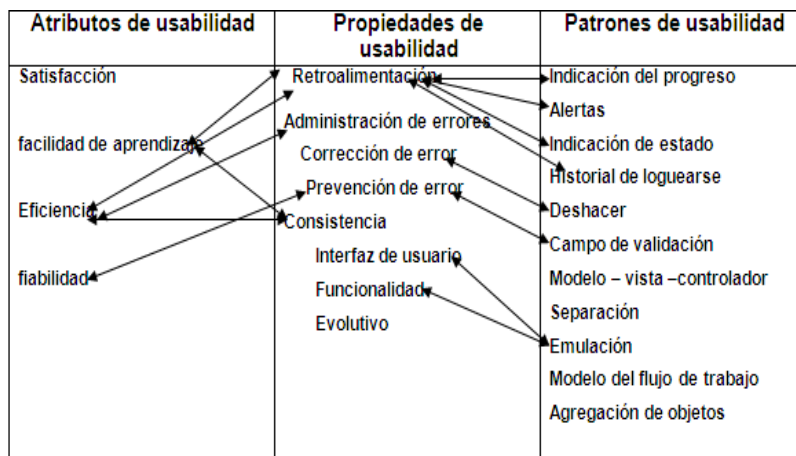 Atributos de usabilidad
Propiedades de
usabilidad
Patrones de usabilidad
Satisfacción
facilidad de aprendizaje
Eficiencia
fiabilidad
Retroalimentación
Administración de errores
Corrección de error
Prevención de error
Consistencia
Interfaz de usuario
Funcionalidad
Evolutivo
Indicación del progreso
Alertas
Indicación de estado
Historial de loguearse
Deshacer
Campo de validación
Modelo – vista –controlador
Separación
Emulación
Modelo del flujo de trabajo
Agregación de objetos